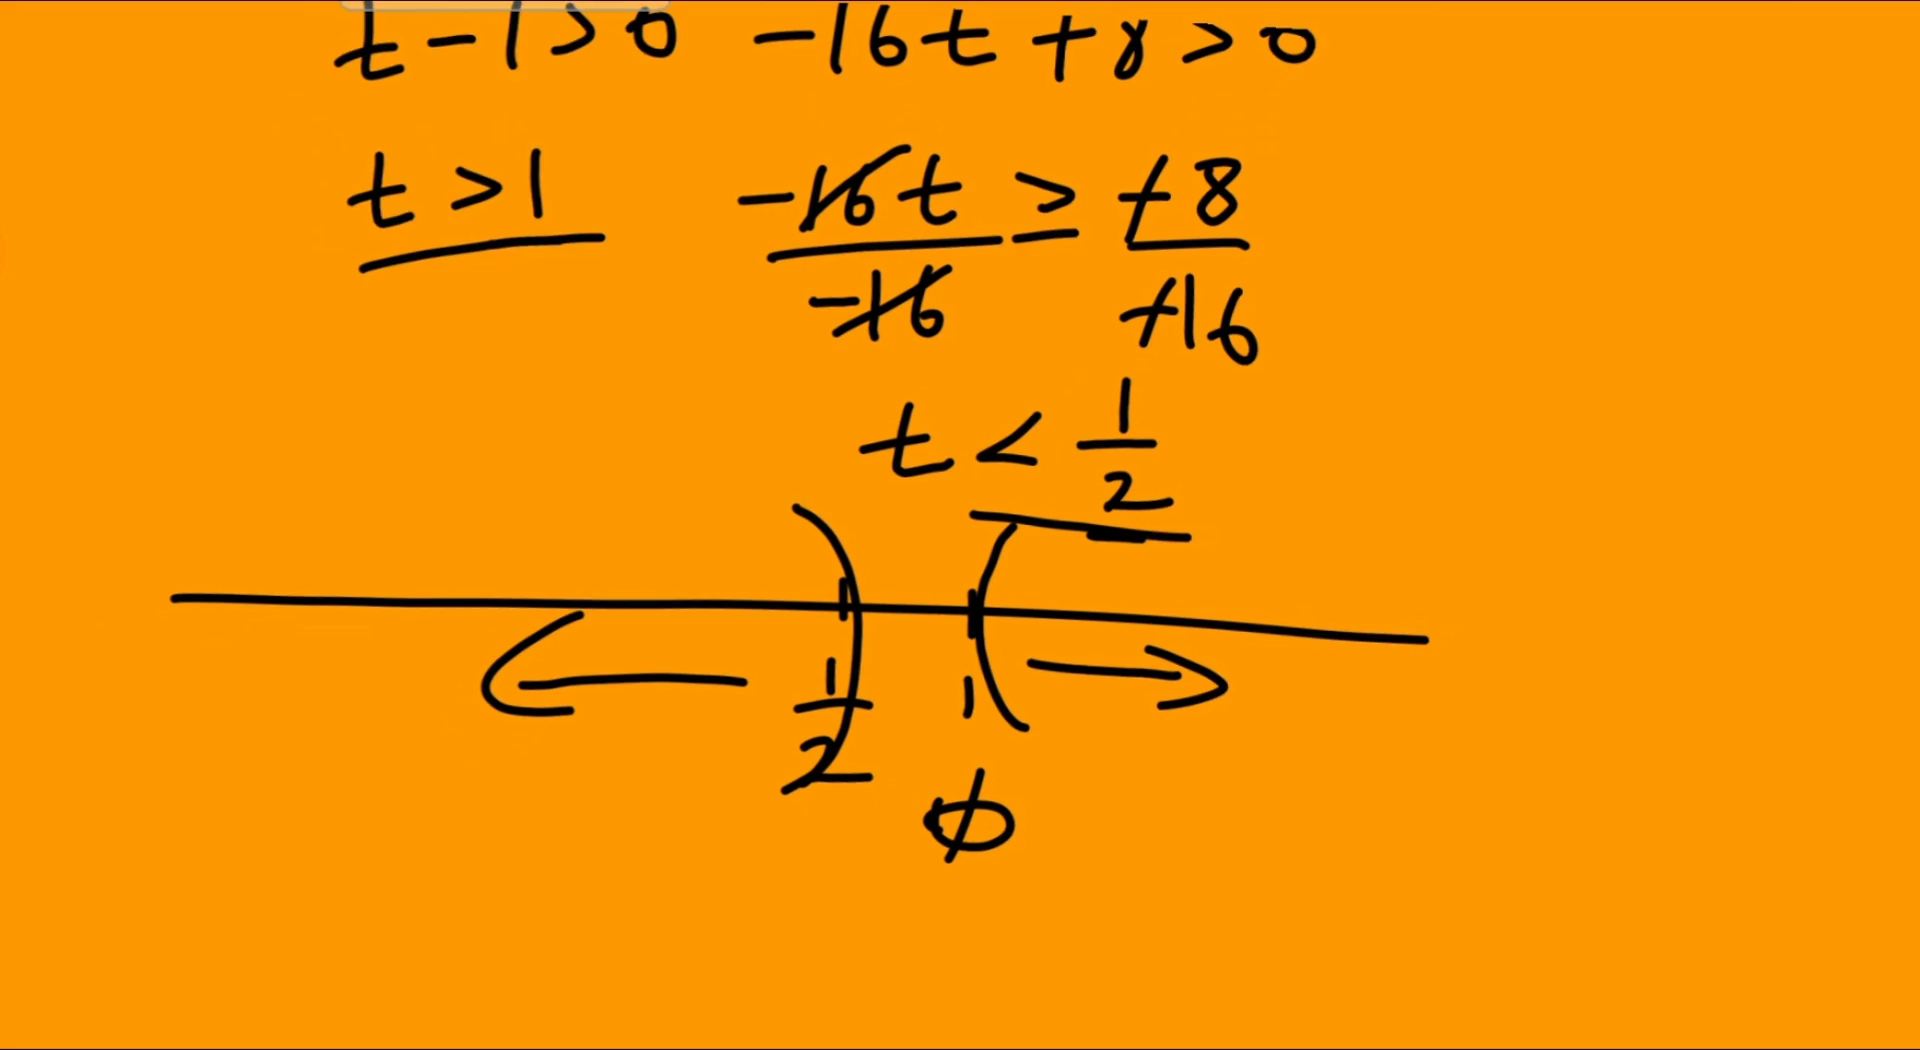 t-1>0  -16t+8>0
t>1  -16t > -8
-16  -16
t < 1/2
1/2  1
ϕ